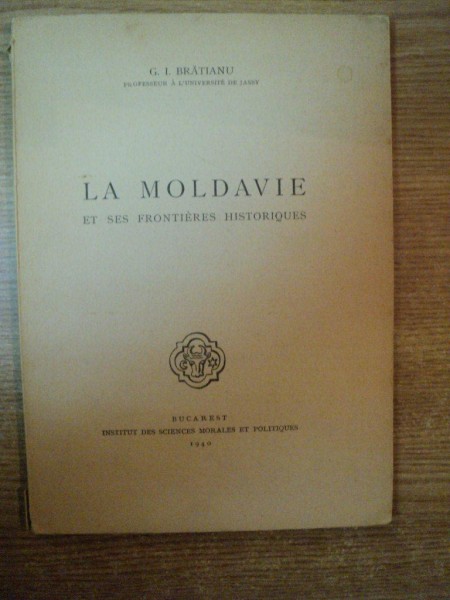 G. I. BRĂTIANU
PROFESSEUR À L'UNIVERSITÉ DE JASSY
LA MOLDAVIE
ET SES FRONTIÈRES HISTORIQUES
BUCAREST
INSTITUT DES SCIENCES MORALES ET POLITIQUES
1940